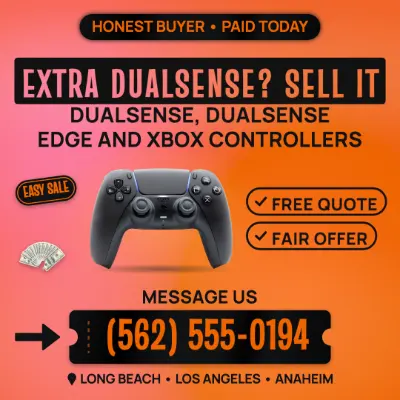 HONEST BUYER • PAID TODAY
EXTRA DUALSENSE? SELL IT
DUALSENSE, DUALSENSE
EDGE AND XBOX CONTROLLERS
EASY SALE
FREE QUOTE
FAIR OFFER
MESSAGE US
(562) 555-0194
LONG BEACH • LOS ANGELES • ANAHEIM